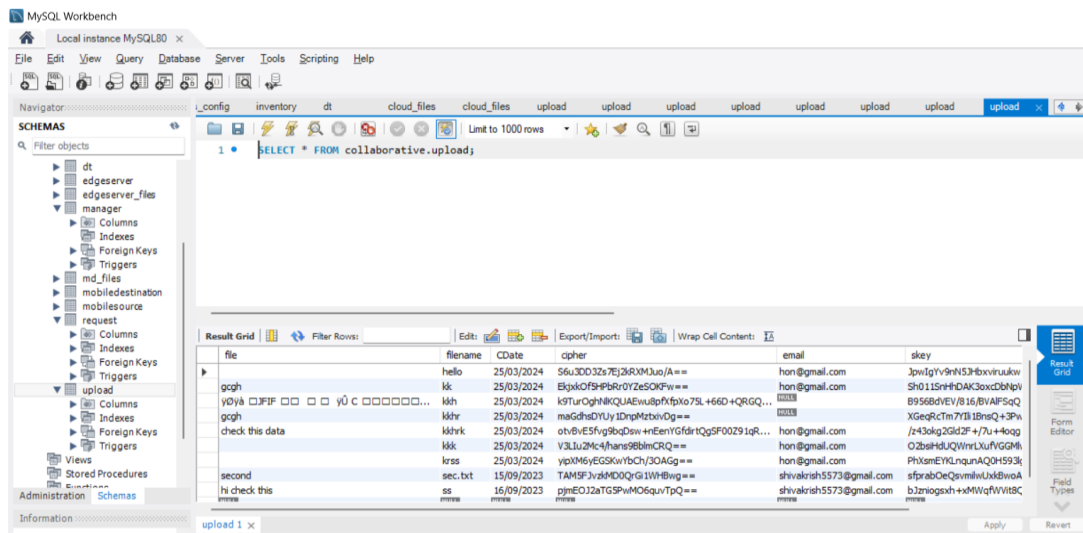 MySQL Workbench
Local instance MySQL80 ×
File Edit View Query Database Server Tools Scripting Help
Navigator
s_config inventory dt cloud_files cloud_files upload upload upload upload upload upload upload upload ×
SCHEMAS
Filter objects
Limit to 1000 rows
1 SELECT * FROM collaborative.upload;
dt
edgeserver
edgeserver_files
manager
Columns
Indexes
Foreign Keys
Triggers
md_files
mobiledestination
mobilesource
request
Columns
Indexes
Foreign Keys
Triggers
upload
Columns
Indexes
Foreign Keys
Triggers
Views
Stored Procedures
Functions
Administration Schemas
Information
Result Grid Filter Rows: Edit: Export/Import: Wrap Cell Content:
file filename CDate cipher email skey
hello 25/03/2024 S6u3DD3Zs7Ej2kRXMJuo/A== hon@gmail.com
gcgh kk 25/03/2024 EkjxkOf5HPbRr0YZeSOKFw== hon@gmail.com
kkh 25/03/2024 NULL
gcgh kkhr 25/03/2024 maGdhsDYUy1DnpMztxivDg== NULL
check this data kkhrk 25/03/2024 hon@gmail.com
kkk 25/03/2024 V3LIu2Mc4/hans9BblmCRQ== hon@gmail.com
krss 25/03/2024 yipXM6yEGSKwYbCh/3OAGg== hon@gmail.com
second sec.txt 15/09/2023 TAM5FJvzkMD0QrGi1WHBwg== shivakrish5573@gmail.com
hi check this ss 16/09/2023 pjmEOJ2aTG5PwMO6quvTpQ== shivakrish5573@gmail.com
NULL NULL NULL NULL NULL
Result Grid
Form Editor
Field Types
upload 1 ×
Apply Revert